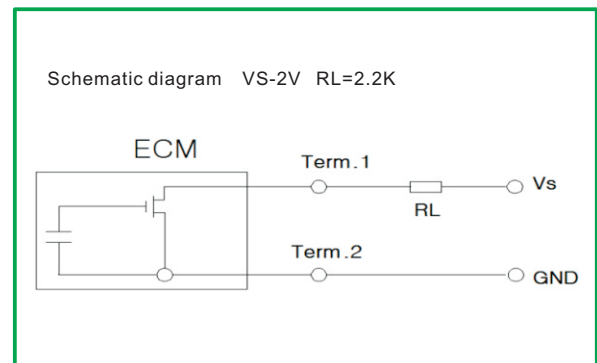 Schematic diagram VS-2V RL=2.2K
ECM
Term.1
Vs
RL
Term.2
GND